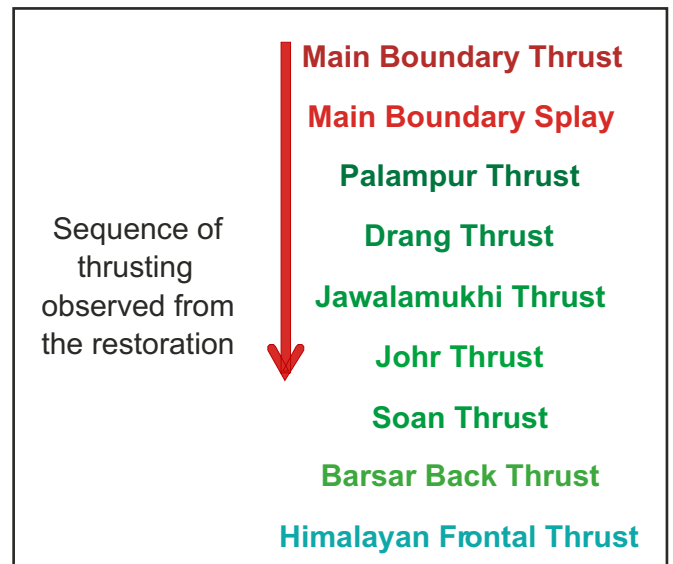 Main Boundary Thrust
Main Boundary Splay
Palampur Thrust
Drang Thrust
Jawalamukhi Thrust
Johr Thrust
Soan Thrust
Barsar Back Thrust
Himalayan Frontal Thrust
Sequence of
thrusting
observed from
the restoration